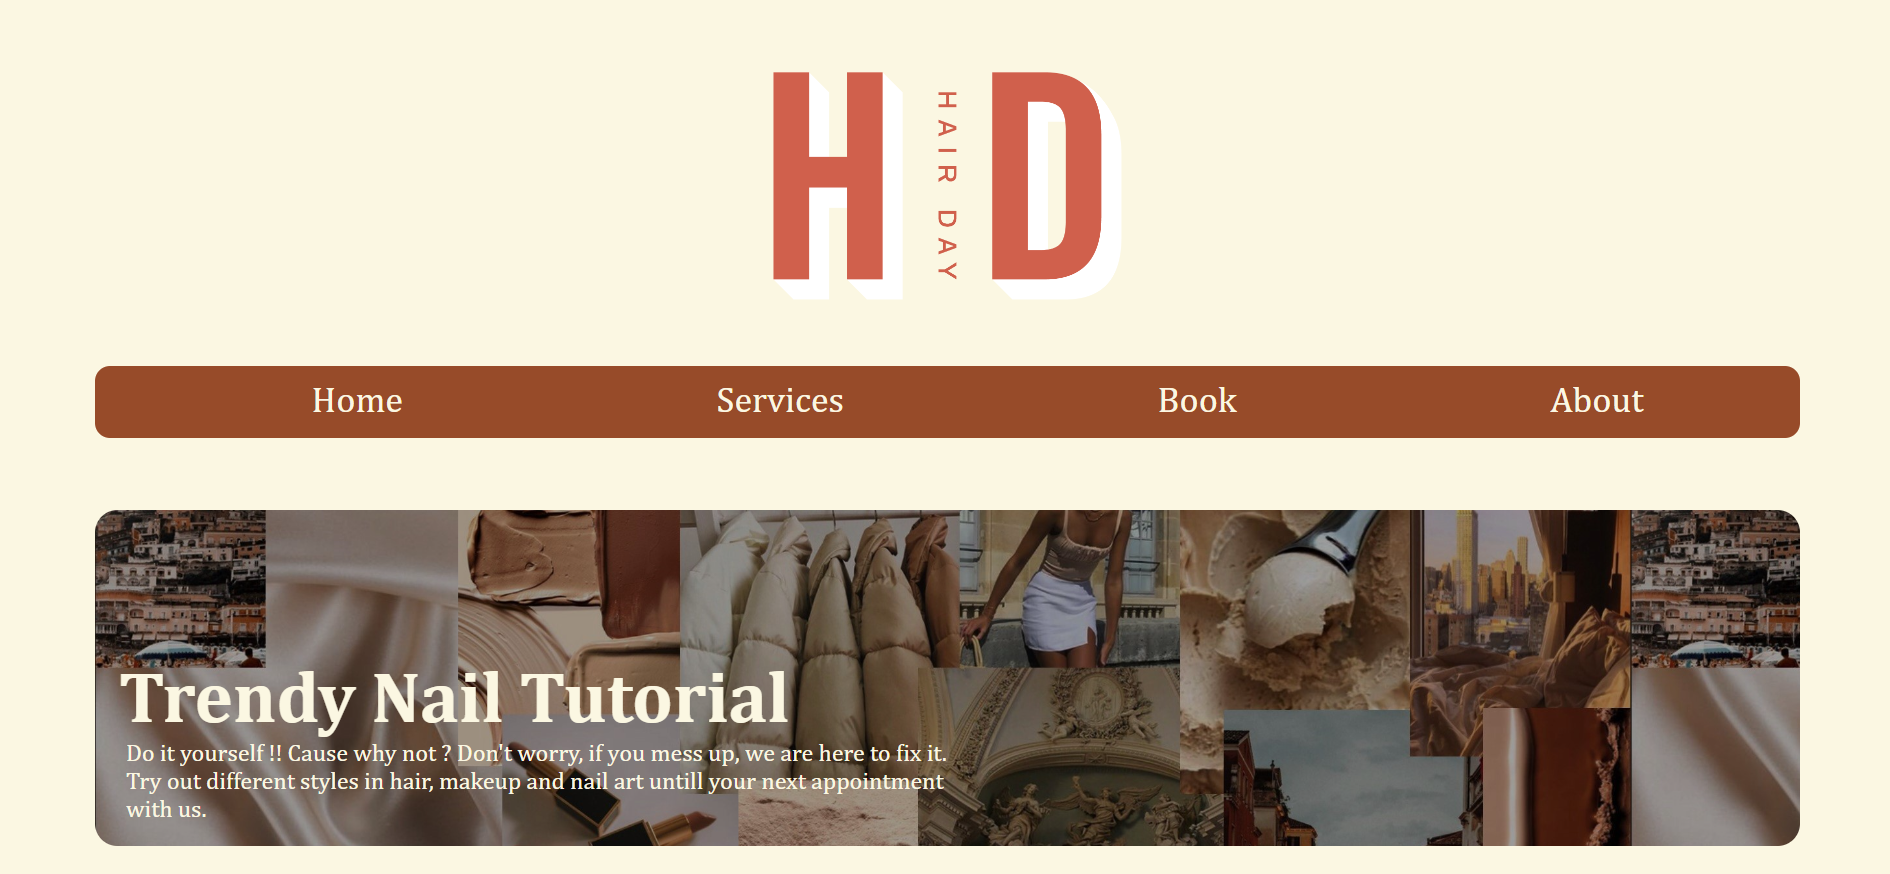 H HAIR DAY D
Home Services Book About
Trendy Nail Tutorial
Do it yourself !! Cause why not ? Don't worry, if you mess up, we are here to fix it.
Try out different styles in hair, makeup and nail art untill your next appointment
with us.